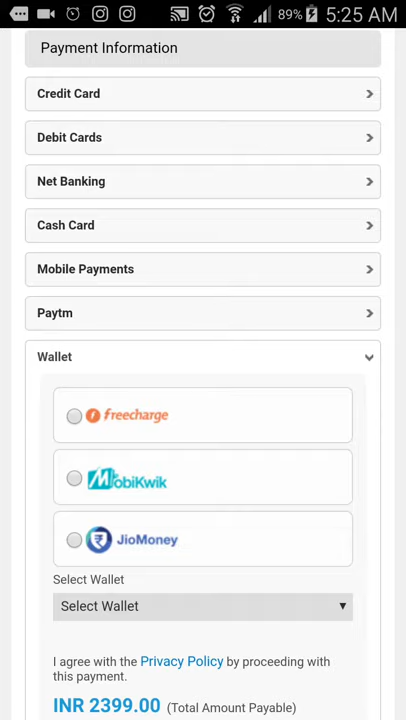 89% 5:25 AM
Payment Information
Credit Card
Debit Cards
Net Banking
Cash Card
Mobile Payments
Paytm
Wallet
freecharge
MobiKwik
JioMoney
Select Wallet
Select Wallet
I agree with the Privacy Policy by proceeding with
this payment.
INR 2399.00 (Total Amount Payable)